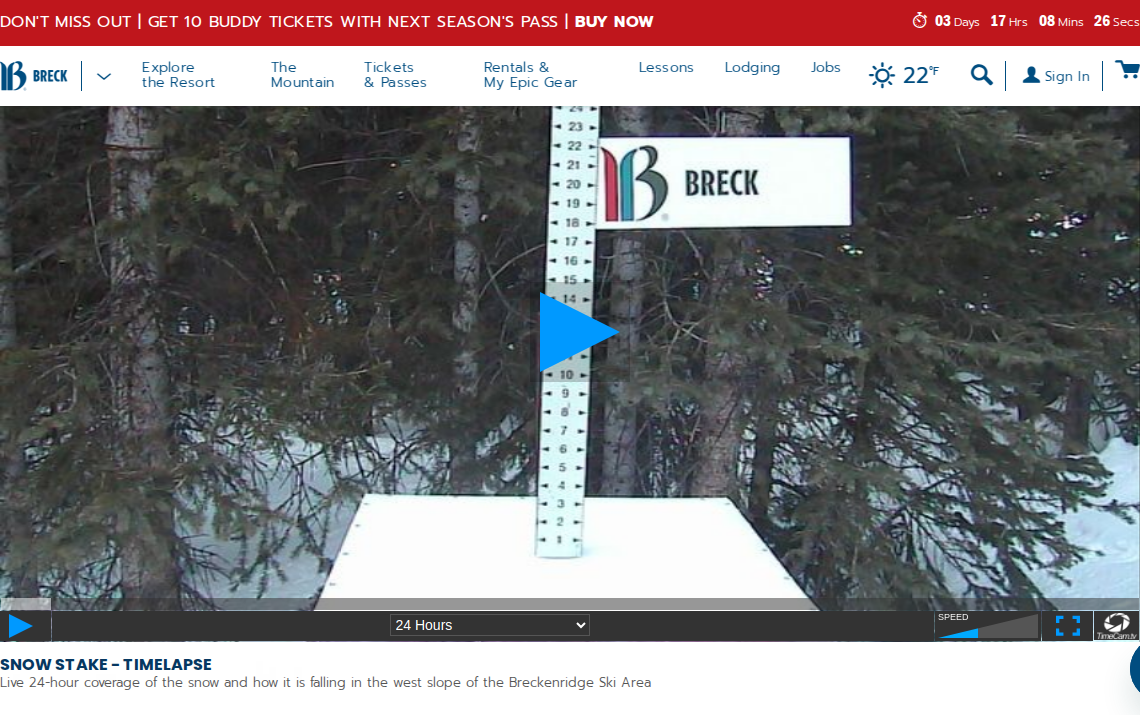 DON'T MISS OUT | GET 10 BUDDY TICKETS WITH NEXT SEASON'S PASS | BUY NOW
03 Days 17 Hrs 08 Mins 26 Secs
BRECK
Explore
the Resort
The
Mountain
Tickets
& Passes
Rentals &
My Epic Gear
Lessons
Lodging
Jobs
22°F
Sign In
24
23
22
21
20
19
18
17
16
15
14
10
9
8
7
6
5
4
3
2
1
BRECK
24 Hours
SPEED
TimeCam.tv
SNOW STAKE - TIMELAPSE
Live 24-hour coverage of the snow and how it is falling in the west slope of the Breckenridge Ski Area